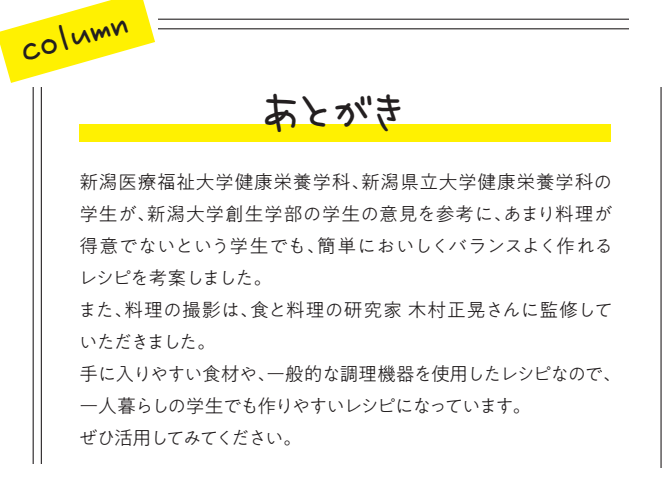 column
あとがき
新潟医療福祉大学健康栄養学科、新潟県立大学健康栄養学科の
学生が、新潟大学創生学部の学生の意見を参考に、あまり料理が
得意でないという学生でも、簡単においしくバランスよく作れる
レシピを考案しました。
また、料理の撮影は、食と料理の研究家 木村正晃さんに監修して
いただきました。
手に入りやすい食材や、一般的な調理機器を使用したレシピなので、
一人暮らしの学生でも作りやすいレシピになっています。
ぜひ活用してみてください。